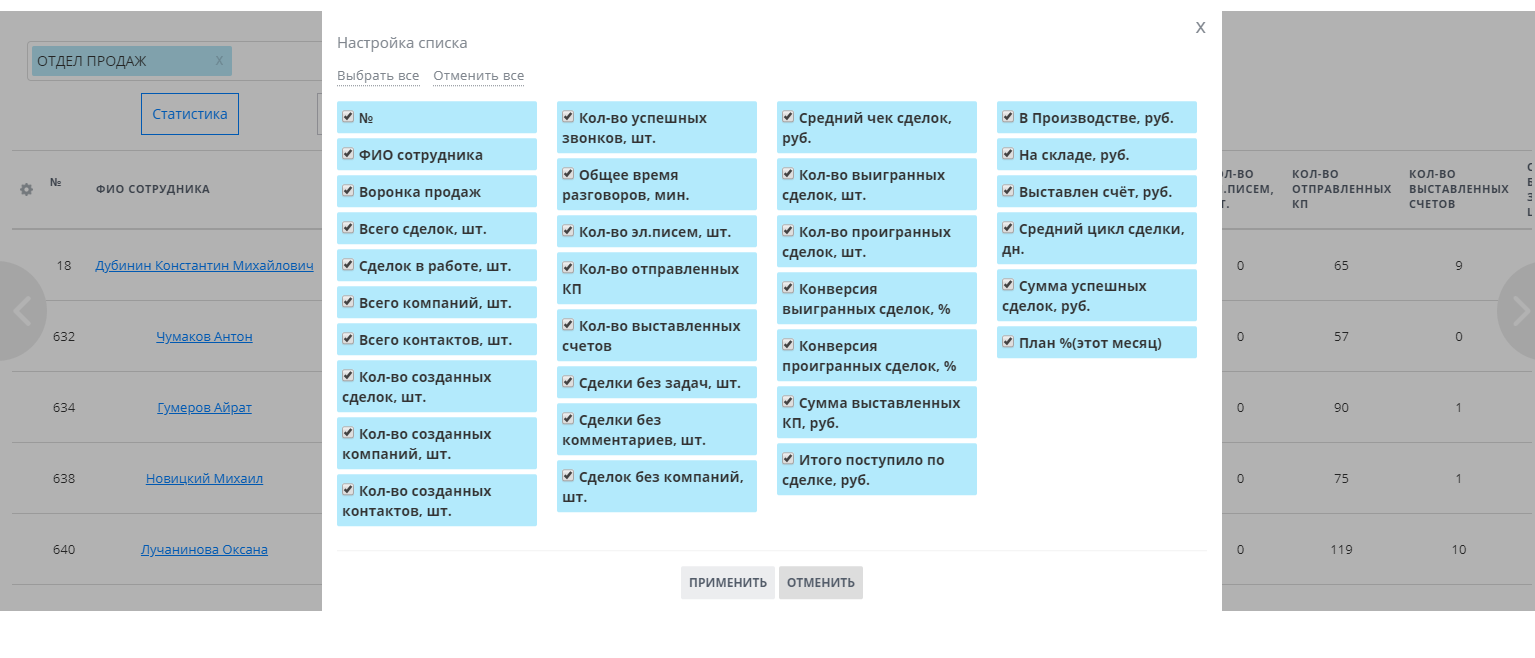 X
Настройка списка
Выбрать все Отменить все
№
ФИО сотрудника
Воронка продаж
Всего сделок, шт.
Сделок в работе, шт.
Всего компаний, шт.
Всего контактов, шт.
Кол-во созданных
сделок, шт.
Кол-во созданных
компаний, шт.
Кол-во созданных
контактов, шт.
Кол-во успешных
звонков, шт.
Общее время
разговоров, мин.
Кол-во эл.писем, шт.
Кол-во отправленных
КП
Кол-во выставленных
счетов
Сделки без задач, шт.
Сделки без
комментариев, шт.
Сделок без компаний,
шт.
Средний чек сделок,
руб.
Кол-во выигранных
сделок, шт.
Кол-во проигранных
сделок, шт.
Конверсия
выигранных сделок, %
Конверсия
проигранных сделок, %
Сумма выставленных
КП, руб.
Итого поступило по
сделке, руб.
В Производстве, руб.
На складе, руб.
Выставлен счёт, руб.
Средний цикл сделки,
дн.
Сумма успешных
сделок, руб.
План %(этот месяц)
ПРИМЕНИТЬ ОТМЕНИТЬ
ОТДЕЛ ПРОДАЖ X
Статистика
№ ФИО СОТРУДНИКА
КОЛ-ВО
ОТПРАВЛЕННЫХ
КП
КОЛ-ВО
ВЫСТАВЛЕННЫХ
СЧЕТОВ
18 Дубинин Константин Михайлович 0 65 9
632 Чумаков Антон 0 57 0
634 Гумеров Айрат 0 90 1
638 Новицкий Михаил 0 75 1
640 Лучанинова Оксана 0 119 10